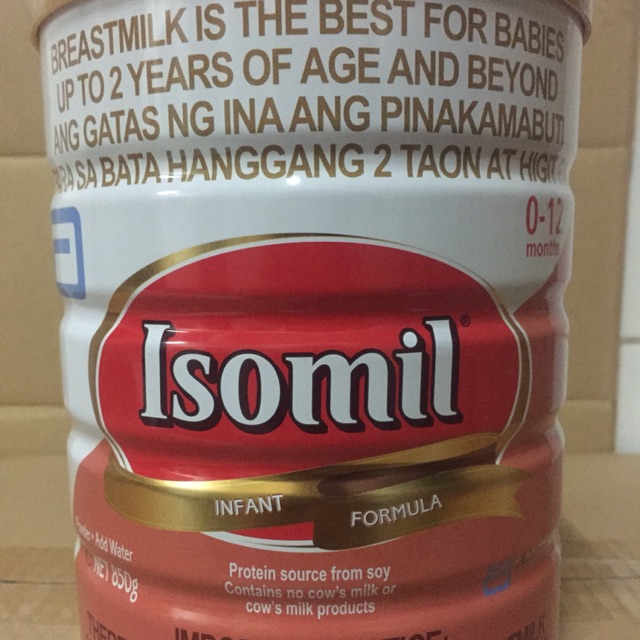 BREASTMILK IS THE BEST FOR BABIES
UP TO 2 YEARS OF AGE AND BEYOND
ANG GATAS NG INA ANG PINAKAMABUTI
SA BATA HANGGANG 2 TAON AT
0-12
months
Isomil®
INFANT FORMULA
Add Water
NET 850g
Protein source from soy
Contains no cow's milk or
cow's milk products